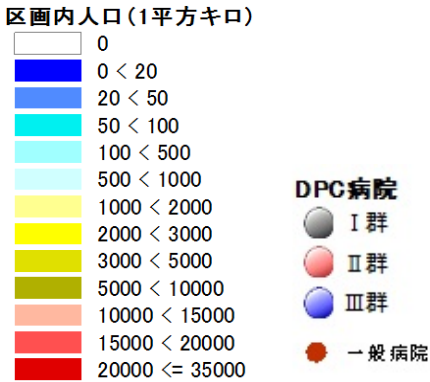 区画内人口(1平方キロ)
0
0 < 20
20 < 50
50 < 100
100 < 500
500 < 1000
1000 < 2000
2000 < 3000
3000 < 5000
5000 < 10000
10000 < 15000
15000 < 20000
20000 <= 35000
DPC病院
Ⅰ群
Ⅱ群
Ⅲ群
一般病院